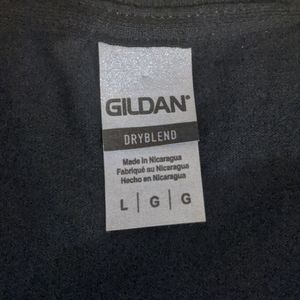 GILDAN®
DRYBLEND
Made in Nicaragua
Fabriqué au Nicaragua
Hecho en Nicaragua
L | G | G